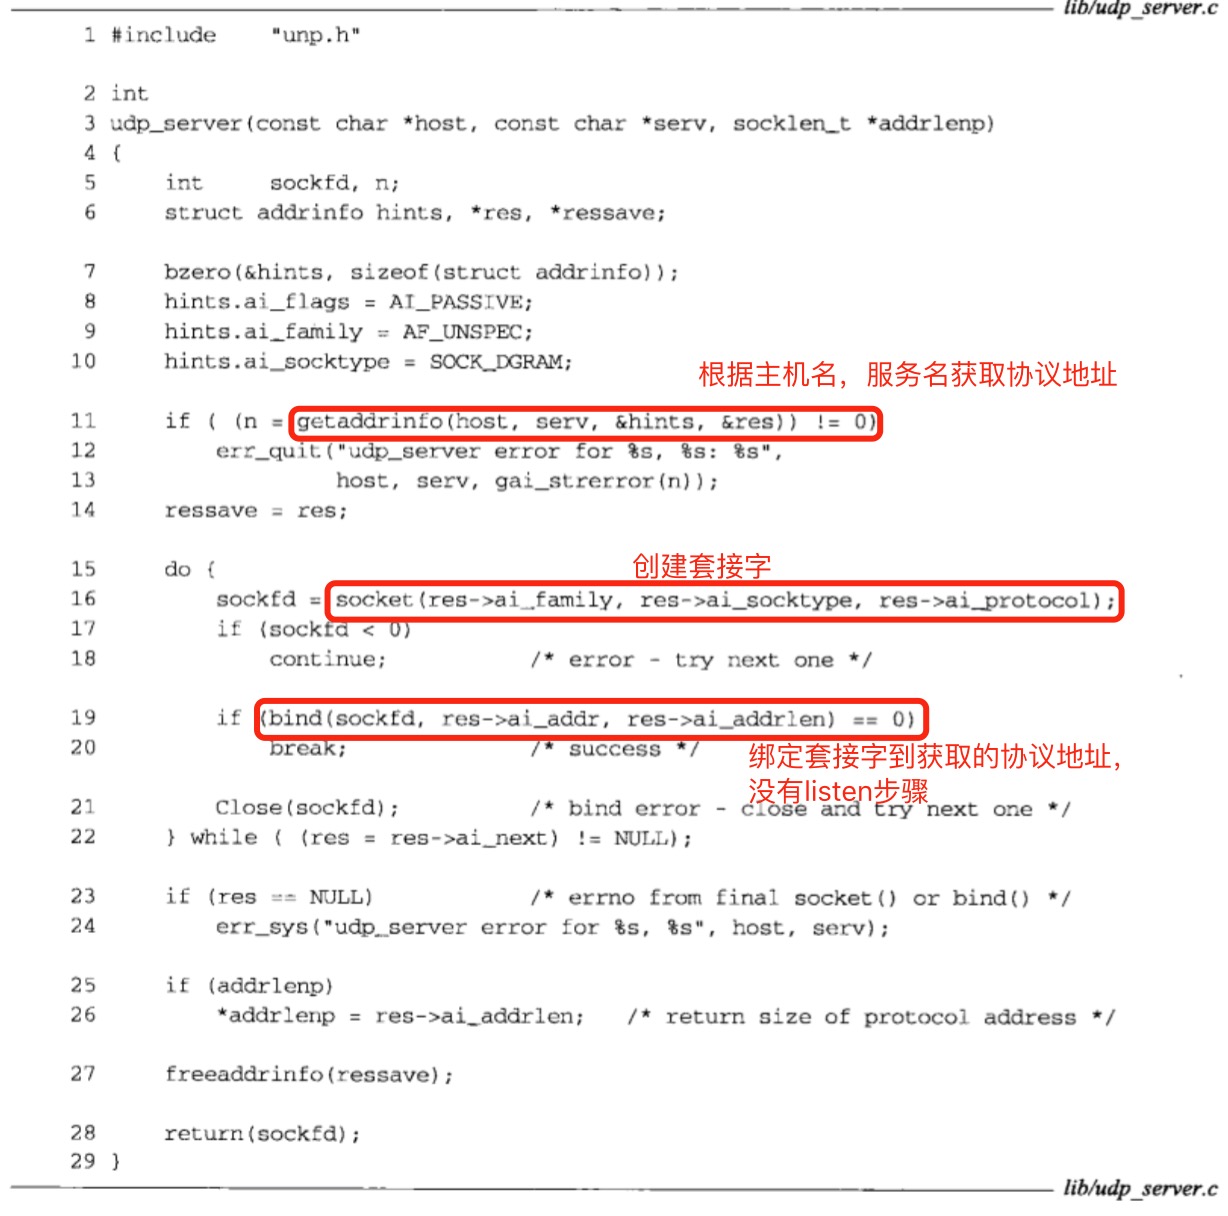 lib/udp_server.c
1 #include    "unp.h"
2 int
3 udp_server(const char *host, const char *serv, socklen_t *addrlenp)
4 {
5     int     sockfd, n;
6     struct addrinfo hints, *res, *ressave;
7     bzero(&hints, sizeof(struct addrinfo));
8     hints.ai_flags = AI_PASSIVE;
9     hints.ai_family = AF_UNSPEC;
10     hints.ai_socktype = SOCK_DGRAM;
根据主机名，服务名获取协议地址
11     if ( (n = getaddrinfo(host, serv, &hints, &res)) != 0)
12         err_quit("udp_server error for %s, %s: %s",
13                  host, serv, gai_strerror(n));
14     ressave = res;
15     do {
创建套接字
16         sockfd = socket(res->ai_family, res->ai_socktype, res->ai_protocol);
17         if (sockfd < 0)
18             continue;           /* error - try next one */
19         if (bind(sockfd, res->ai_addr, res->ai_addrlen) == 0)
20             break;              /* success */
绑定套接字到获取的协议地址，
没有listen步骤
21         Close(sockfd);          /* bind error - close and try next one */
22     } while ( (res = res->ai_next) != NULL);
23     if (res == NULL)            /* errno from final socket() or bind() */
24         err_sys("udp_server error for %s, %s", host, serv);
25     if (addrlenp)
26         *addrlenp = res->ai_addrlen;   /* return size of protocol address */
27     freeaddrinfo(ressave);
28     return(sockfd);
29 }
lib/udp_server.c